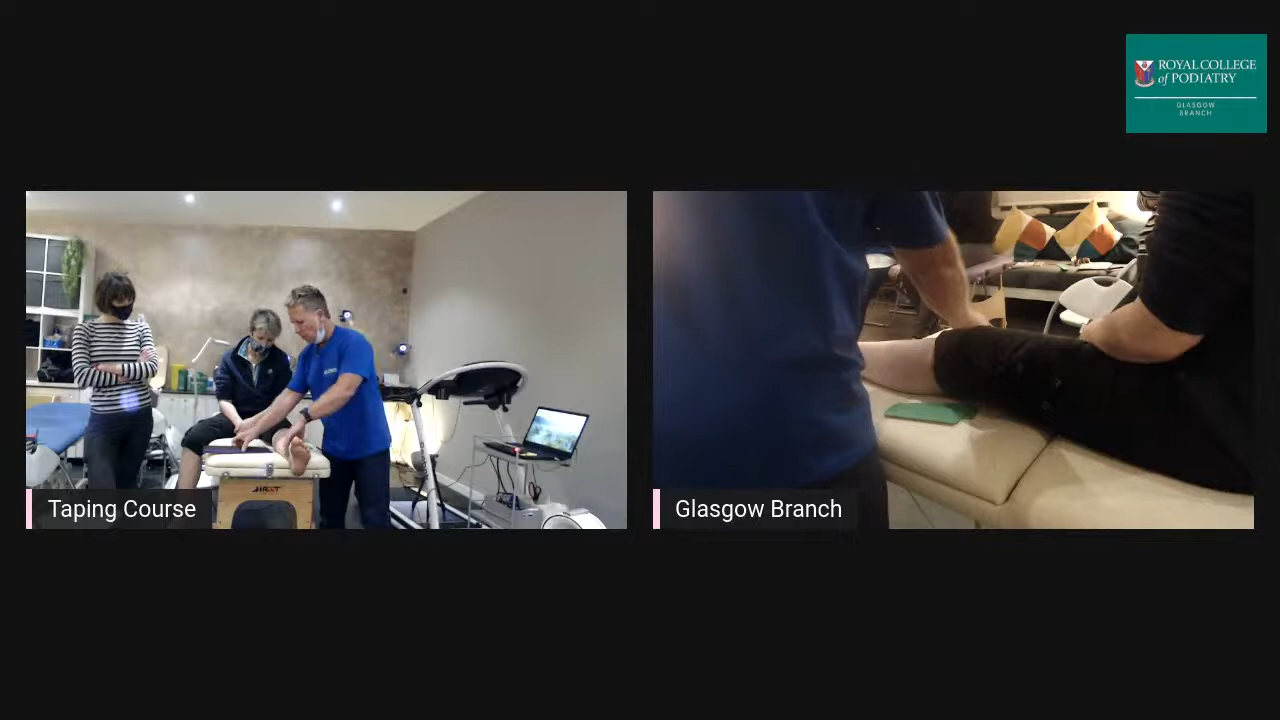 ROYAL COLLEGE
of PODIATRY
GLASGOW
BRANCH
Taping Course
Glasgow Branch